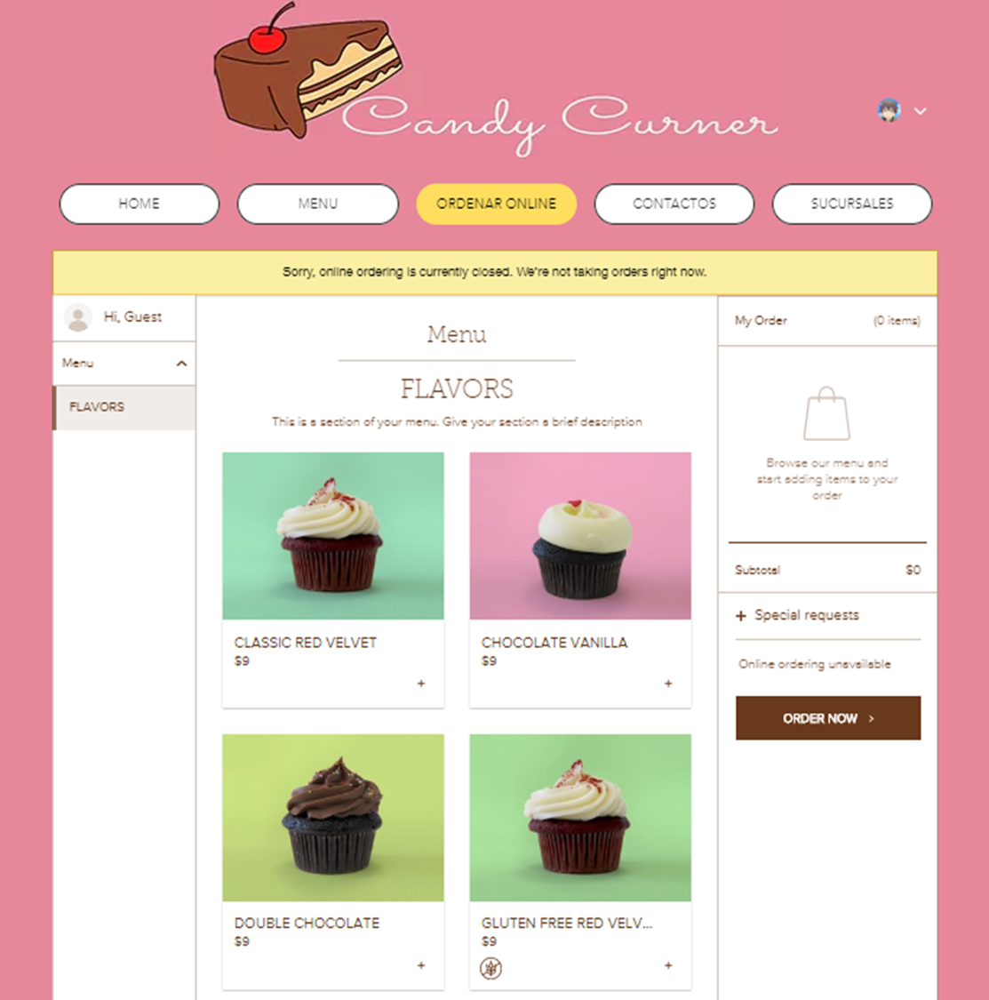 Candy Curner
HOME
MENU
ORDENAR ONLINE
CONTACTOS
SUCURSALES
Sorry, online ordering is currently closed. We're not taking orders right now.
Hi, Guest
Menu
FLAVORS
Menu
FLAVORS
This is a section of your menu. Give your section a brief description
CLASSIC RED VELVET
$9
+
CHOCOLATE VANILLA
$9
+
DOUBLE CHOCOLATE
$9
+
GLUTEN FREE RED VELV...
$9
+
My Order (0 items)
Browse our menu and
start adding items to your
order
Subtotal $0
+ Special requests
Online ordering unavailable
ORDER NOW >